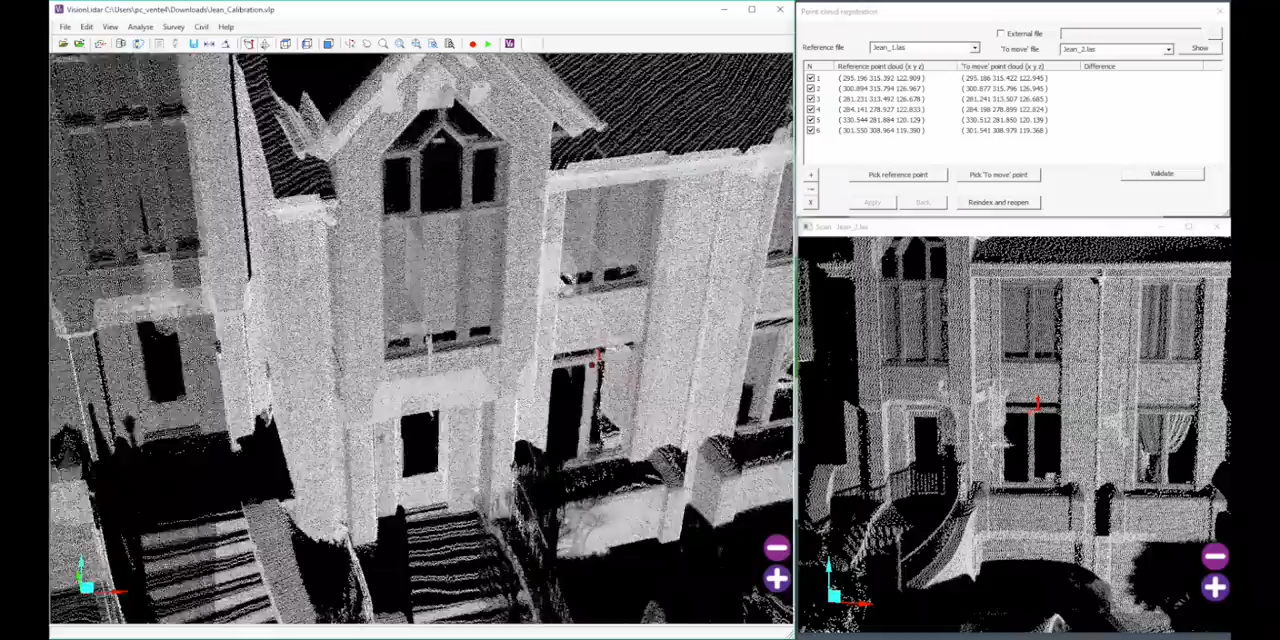 VisionLidar C:\Users\pc_vente4\Downloads\Jean_Calibration.vlp
File Edit View Analyse Survey Civil Help
Point cloud registration
External file
Reference file Jean_1.las 'To move' file Jean_2.las Show
N Reference point cloud (x y z) 'To move' point cloud (x y z) Difference
1 ( 295.196 315.392 122.909 ) ( 295.186 315.422 122.945 )
2 ( 300.894 315.794 126.967 ) ( 300.877 315.796 126.945 )
3 ( 281.231 313.492 126.678 ) ( 281.241 313.507 126.685 )
4 ( 284.141 278.927 122.833 ) ( 284.198 278.899 122.824 )
5 ( 330.544 281.884 120.129 ) ( 330.512 281.850 120.139 )
6 ( 301.550 308.964 119.390 ) ( 301.541 308.979 119.368 )
+ Pick reference point Pick 'To move' point Validate
X Apply Back Reindex and reopen
Scan Jean_2.las
1
1